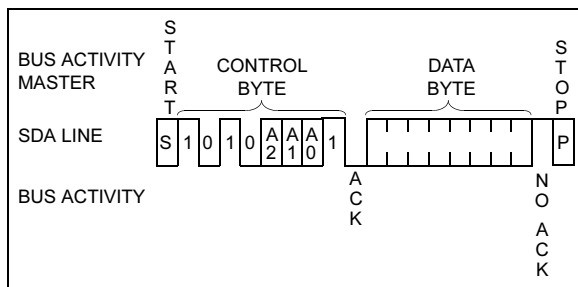 BUS ACTIVITY
MASTER
START
CONTROL
BYTE
DATA
BYTE
STOP
SDA LINE
S 1 0 1 0 A2 A1 A0 1
P
BUS ACTIVITY
ACK
NO ACK